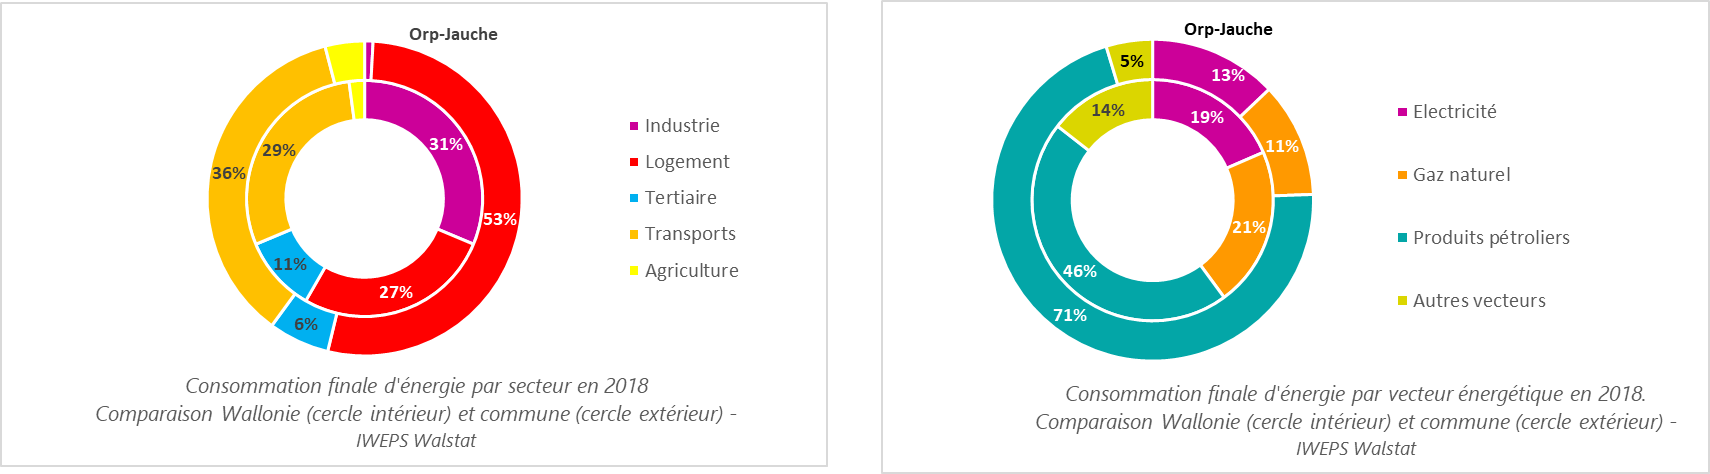 Orp-Jauche
31%
53%
27%
6%
11%
36%
29%
Industrie
Logement
Tertiaire
Transports
Agriculture
Consommation finale d'énergie par secteur en 2018
Comparaison Wallonie (cercle intérieur) et commune (cercle extérieur) -
IWEPS Walstat
Orp-Jauche
5%
13%
14%
19%
11%
21%
46%
71%
Electricité
Gaz naturel
Produits pétroliers
Autres vecteurs
Consommation finale d'énergie par vecteur énergétique en 2018.
Comparaison Wallonie (cercle intérieur) et commune (cercle extérieur) -
IWEPS Walstat